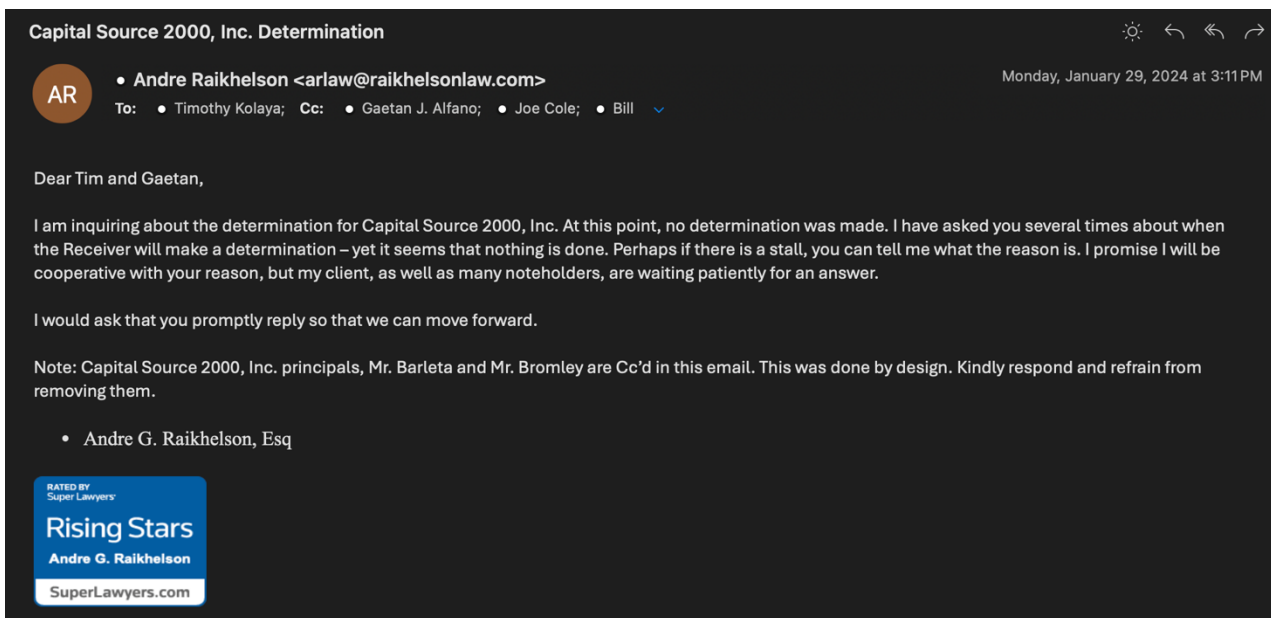 Capital Source 2000, Inc. Determination
AR
• Andre Raikhelson <arlaw@raikhelsonlaw.com>
Monday, January 29, 2024 at 3:11 PM
To: • Timothy Kolaya; Cc: • Gaetan J. Alfano; • Joe Cole; • Bill
Dear Tim and Gaetan,
I am inquiring about the determination for Capital Source 2000, Inc. At this point, no determination was made. I have asked you several times about when
the Receiver will make a determination – yet it seems that nothing is done. Perhaps if there is a stall, you can tell me what the reason is. I promise I will be
cooperative with your reason, but my client, as well as many noteholders, are waiting patiently for an answer.
I would ask that you promptly reply so that we can move forward.
Note: Capital Source 2000, Inc. principals, Mr. Barleta and Mr. Bromley are Cc'd in this email. This was done by design. Kindly respond and refrain from
removing them.
• Andre G. Raikhelson, Esq
RATED BY
Super Lawyers
Rising Stars
Andre G. Raikhelson
SuperLawyers.com